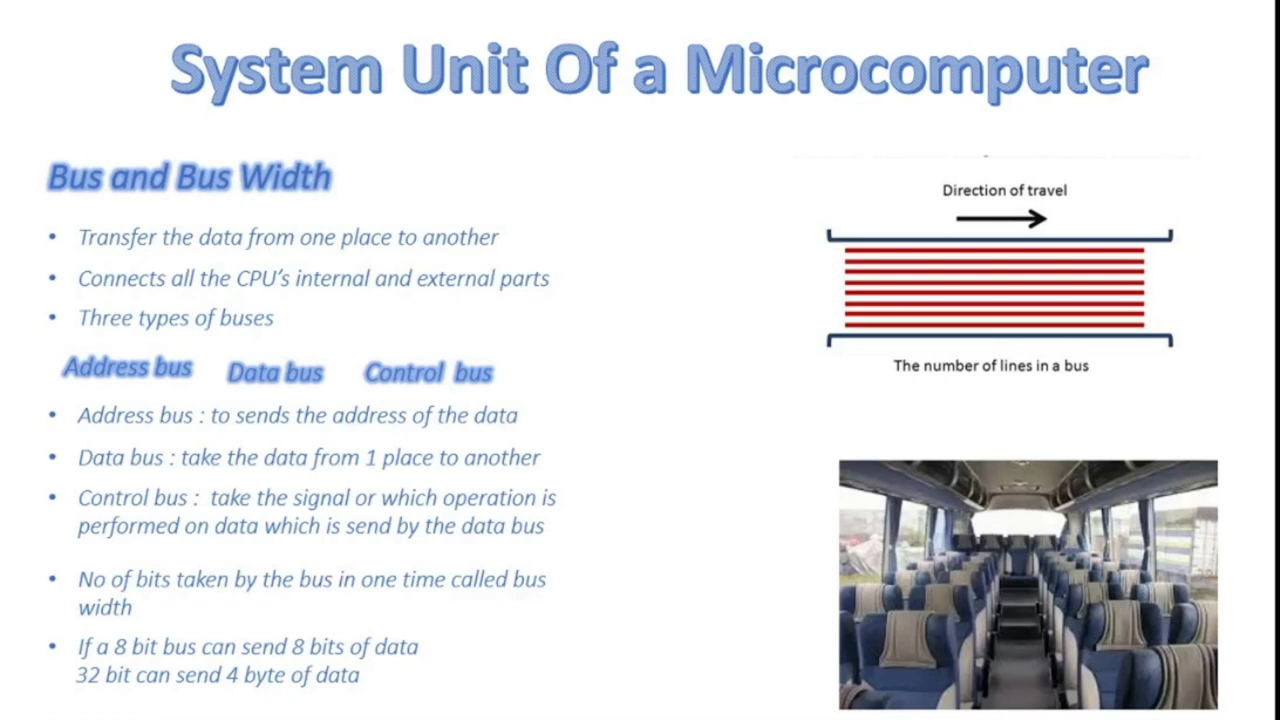 System Unit Of a Microcomputer
Bus and Bus Width
• Transfer the data from one place to another
• Connects all the CPU's internal and external parts
• Three types of buses
Address bus Data bus Control bus
• Address bus : to sends the address of the data
• Data bus : take the data from 1 place to another
• Control bus : take the signal or which operation is
performed on data which is send by the data bus
• No of bits taken by the bus in one time called bus
width
• If a 8 bit bus can send 8 bits of data
32 bit can send 4 byte of data
Direction of travel
The number of lines in a bus